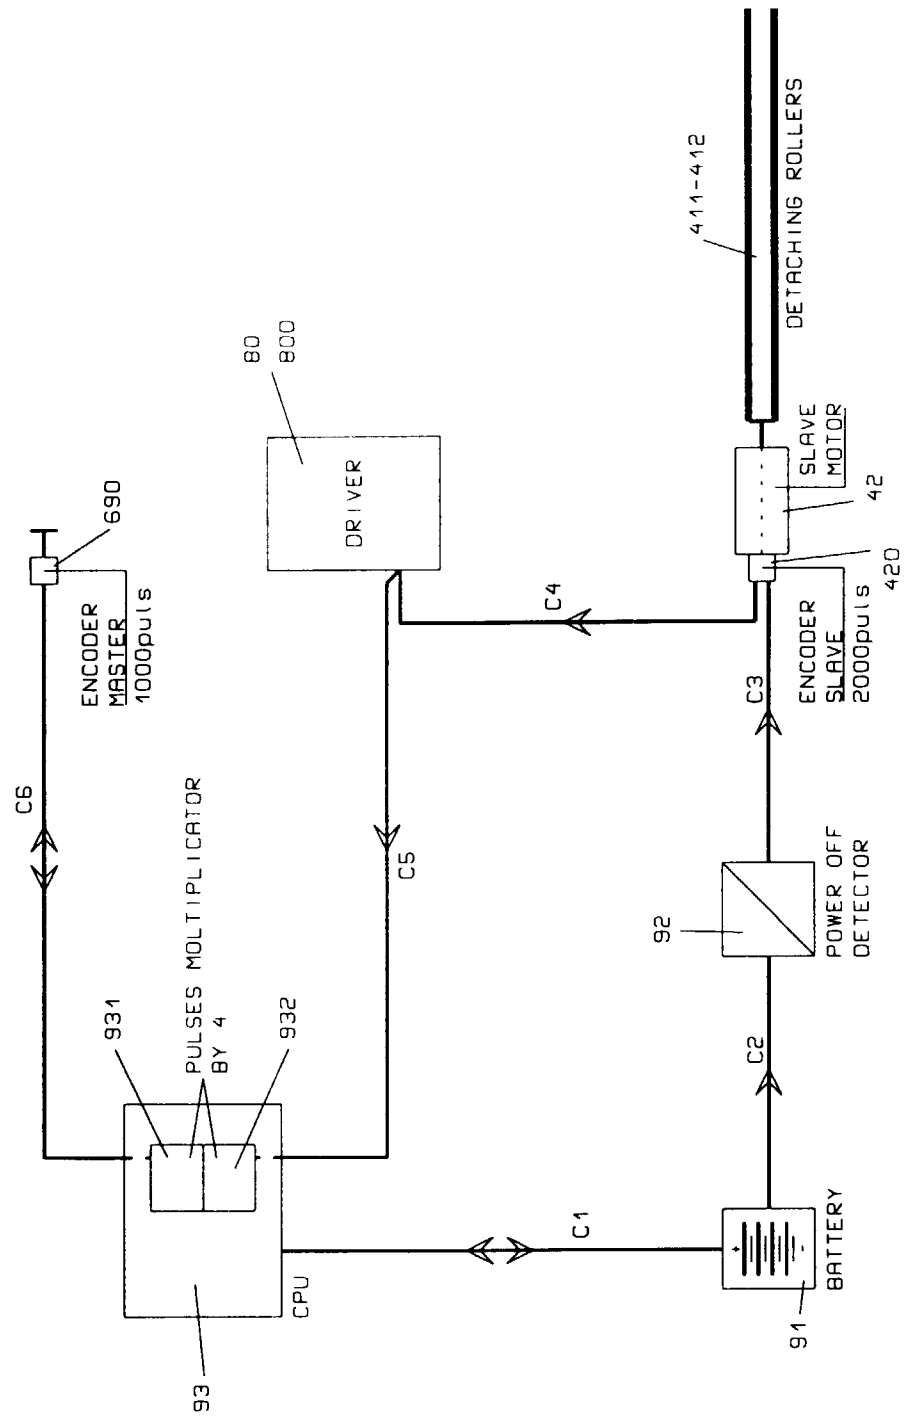 C6
690
ENCODER
MASTER
1000puls
931
PULSES MOLTIPLICATOR
BY 4
932
93
CPU
C5
80
800
DRIVER
C4
C1
411-412
DETACHING ROLLERS
SLAVE
MOTOR
42
420
ENCODER
SLAVE
2000puls
C3
92
POWER OFF
DETECTOR
C2
+
-
BATTERY
91